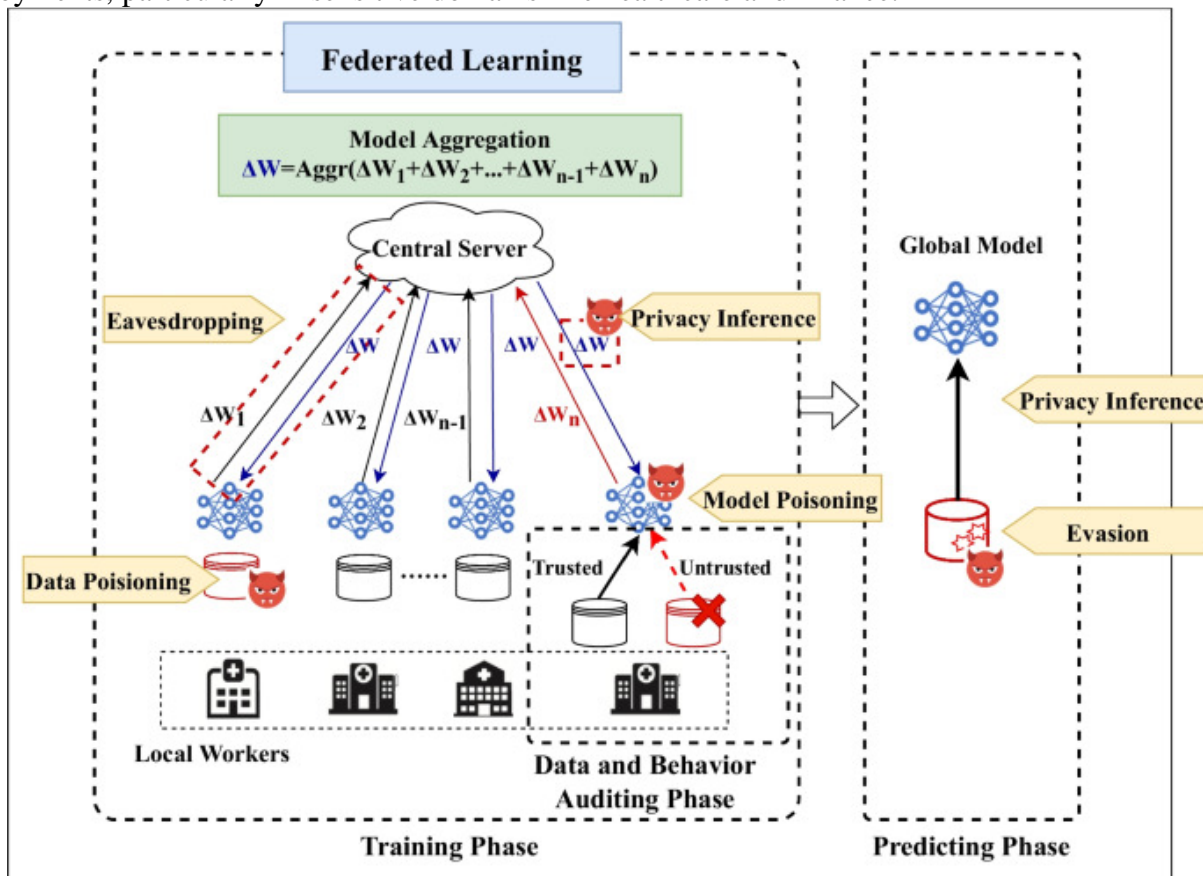 Federated Learning
Model Aggregation
ΔW=Aggr(ΔW1+ΔW2+...+ΔWn-1+ΔWn)
Central Server
Global Model
Eavesdropping
Privacy Inference
ΔW
ΔW
ΔW
ΔW
Privacy Inference
ΔW1
ΔW2
ΔWn-1
ΔWn
Model Poisoning
Evasion
Data Poisioning
......
Trusted
Untrusted
Local Workers
Data and Behavior
Auditing Phase
Training Phase
Predicting Phase